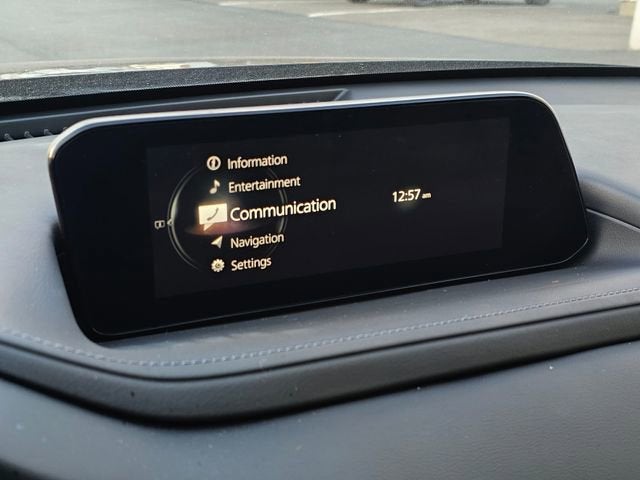 Information
Entertainment
Communication
12:57 am
Navigation
Settings